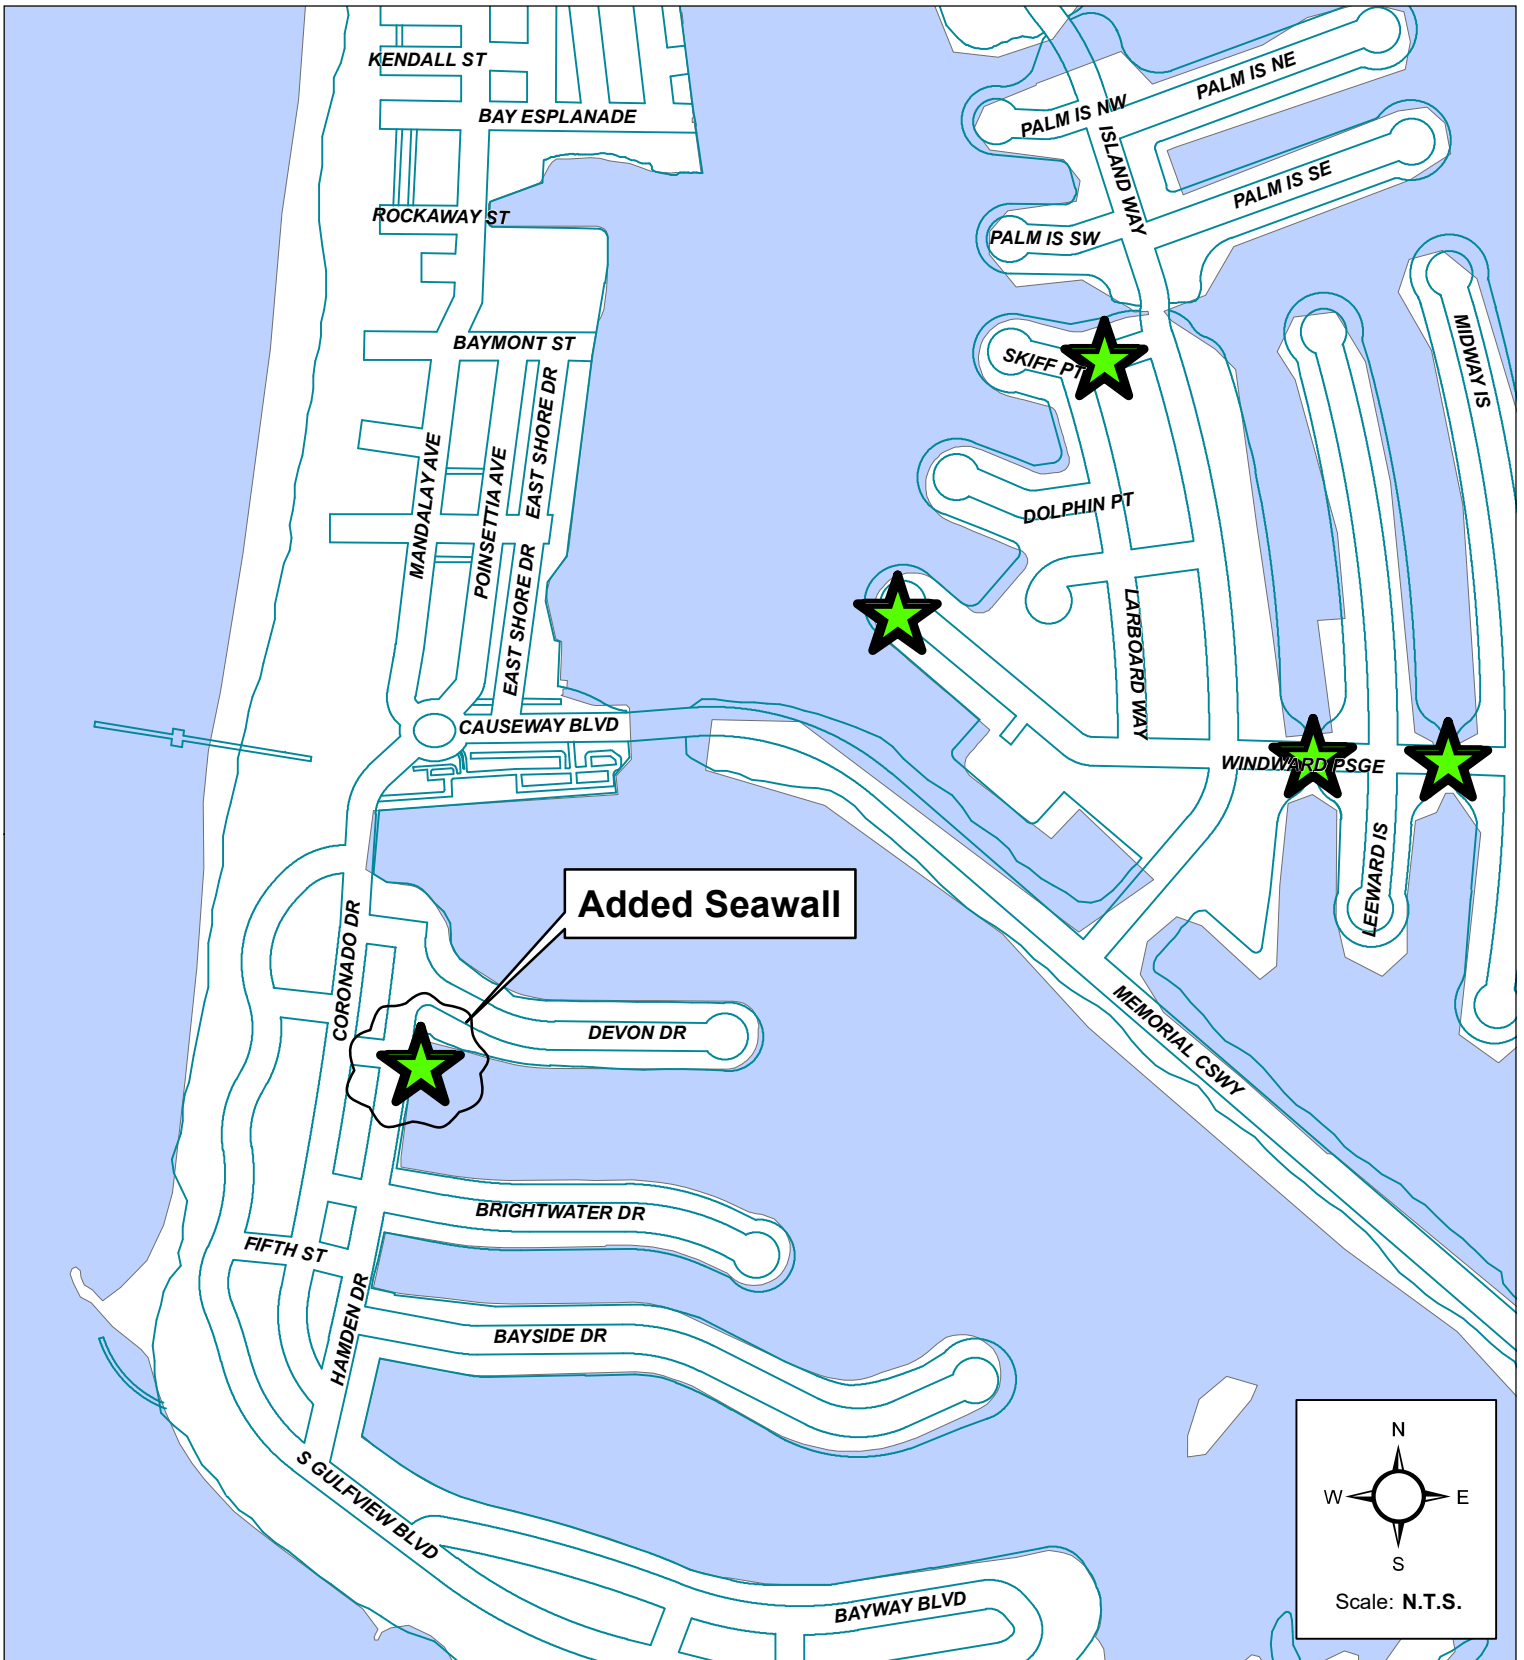 KENDALL ST
BAY ESPLANADE
PALM IS NE
PALM IS NW
ISLAND WAY
PALM IS SE
ROCKAWAY ST
PALM IS SW
BAYMONT ST
SKIFF PT
MIDWAY IS
EAST SHORE DR
MANDALAY AVE
POINSETTIA AVE
DOLPHIN PT
EAST SHORE DR
LARBOARD WAY
CAUSEWAY BLVD
WINDWARD PSGE
LEEWARD IS
Added Seawall
CORONADO DR
DEVON DR
MEMORIAL CSWY
BRIGHTWATER DR
FIFTH ST
HAMDEN DR
BAYSIDE DR
S GULFVIEW BLVD
BAYWAY BLVD
N
W E
S
Scale: N.T.S.